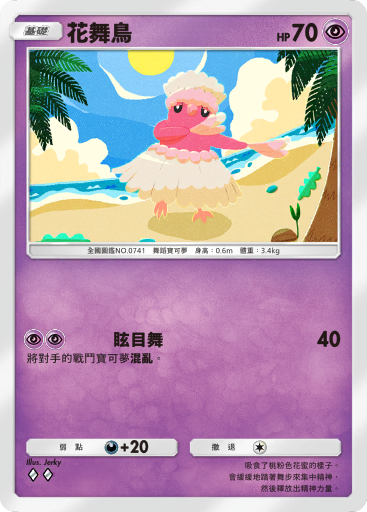 基礎 花舞鳥 HP 70
全國圖鑑NO.0741 舞蹈寶可夢 身高：0.6m 體重：3.4kg
眩目舞 40
將對手的戰鬥寶可夢混亂。
弱點 +20 撤退
Illus. Jerky
吸食了桃粉色花蜜的樣子。
會緩緩地踏著舞步來集中精神，
然後釋放出精神力量。